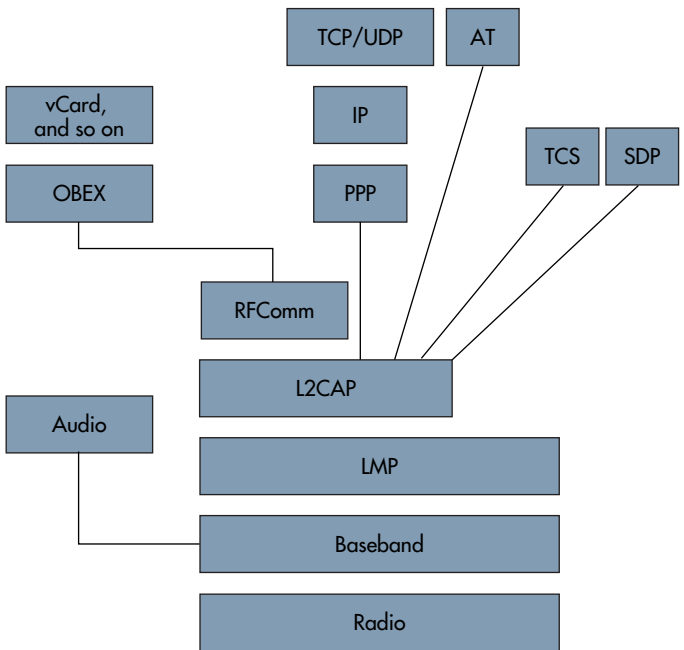 TCP/UDP
AT
vCard,
and so on
IP
TCS
SDP
OBEX
PPP
RFComm
L2CAP
Audio
LMP
Baseband
Radio